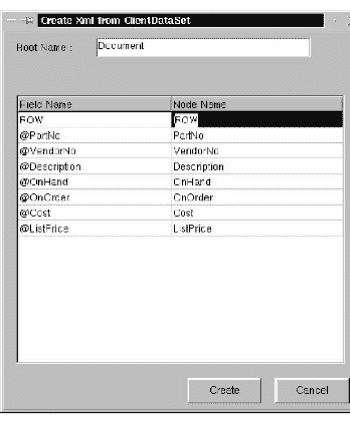 Create Xml from ClientDataSet
Root Name :
Document
Field Name Node Name
ROW ROW
@PartNo PartNo
@VendorNo VendorNo
@Description Description
@OnHand OnHand
@OnOrder OnOrder
@Cost Cost
@ListPrice ListPrice
Create Cancel